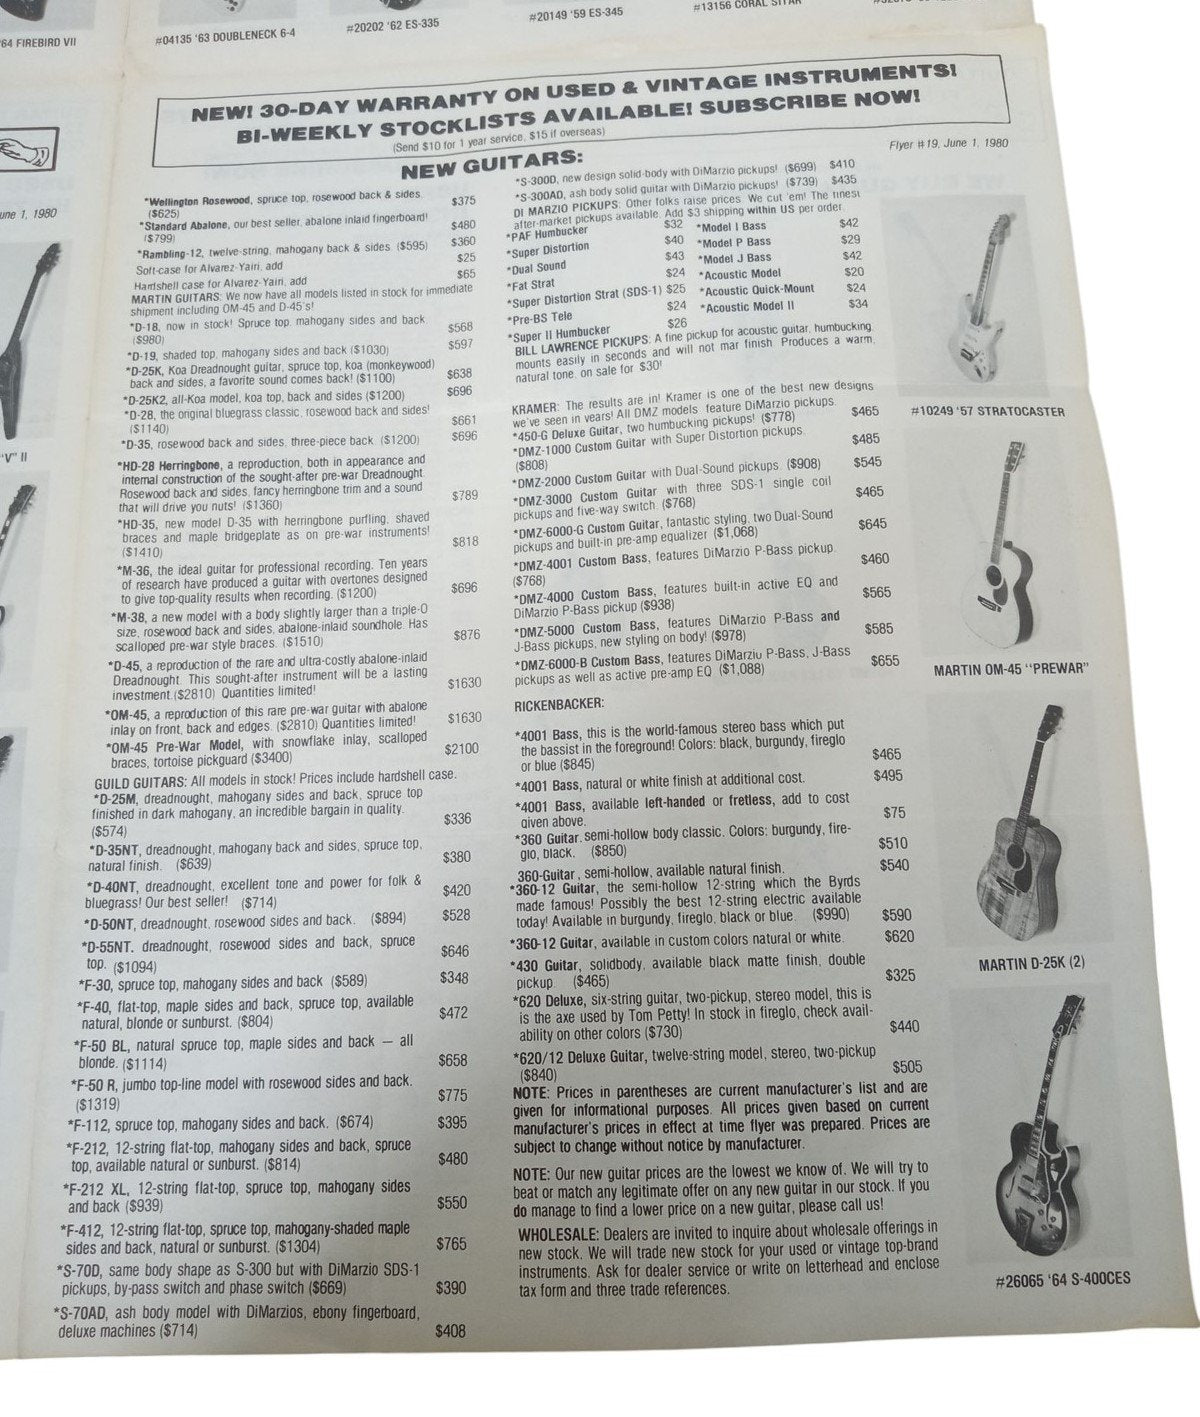 '64 FIREBIRD VII
#04135 '63 DOUBLENECK 6-4
#20202 '62 ES-335
#20149 '59 ES-345
#13156 CORAL SITAR
NEW! 30-DAY WARRANTY ON USED & VINTAGE INSTRUMENTS!
BI-WEEKLY STOCKLISTS AVAILABLE! SUBSCRIBE NOW!
(Send $10 for 1 year service, $15 if overseas)
Flyer #19, June 1, 1980
une 1, 1980
"V" II
NEW GUITARS:
*Wellington Rosewood, spruce top, rosewood back & sides.
($625) $375
*Standard Abalone, our best seller, abalone inlaid fingerboard!
($799) $480
*Rambling-12, twelve-string, mahogany back & sides ($595) $360
Soft-case for Alvarez-Yairi, add $25
Hardshell case for Alvarez-Yairi, add $65
MARTIN GUITARS: We now have all models listed in stock for immediate
shipment including OM-45 and D-45's!
*D-18, now in stock! Spruce top, mahogany sides and back.
($980) $568
*D-19, shaded top, mahogany sides and back ($1030) $597
*D-25K, Koa Dreadnought guitar, spruce top, koa (monkeywood)
back and sides, a favorite sound comes back! ($1100) $638
*D-25K2, all-Koa model, koa top, back and sides ($1200) $696
*D-28, the original bluegrass classic, rosewood back and sides!
($1140) $661
*D-35, rosewood back and sides, three-piece back. ($1200) $696
*HD-28 Herringbone, a reproduction, both in appearance and
internal construction of the sought-after pre-war Dreadnought.
Rosewood back and sides, fancy herringbone trim and a sound
that will drive you nuts! ($1360) $789
*HD-35, new model D-35 with herringbone purfling, shaved
braces and maple bridgeplate as on pre-war instruments!
($1410) $818
*M-36, the ideal guitar for professional recording. Ten years
of research have produced a guitar with overtones designed
to give top-quality results when recording. ($1200) $696
*M-38, a new model with a body slightly larger than a triple-O
size, rosewood back and sides, abalone-inlaid soundhole. Has
scalloped pre-war style braces. ($1510) $876
*D-45, a reproduction of the rare and ultra-costly abalone-inlaid
Dreadnought. This sought-after instrument will be a lasting
investment.($2810) Quantities limited! $1630
*OM-45, a reproduction of this rare pre-war guitar with abalone
inlay on front, back and edges. ($2810) Quantities limited! $1630
*OM-45 Pre-War Model, with snowflake inlay, scalloped
braces, tortoise pickguard ($3400) $2100
GUILD GUITARS: All models in stock! Prices include hardshell case.
*D-25M, dreadnought, mahogany sides and back, spruce top
finished in dark mahogany, an incredible bargain in quality.
($574) $336
*D-35NT, dreadnought, mahogany back and sides, spruce top,
natural finish. ($639) $380
*D-40NT, dreadnought, excellent tone and power for folk &
bluegrass! Our best seller! ($714) $420
*D-50NT, dreadnought, rosewood sides and back. ($894) $528
*D-55NT. dreadnought, rosewood sides and back, spruce
top. ($1094) $646
*F-30, spruce top, mahogany sides and back ($589) $348
*F-40, flat-top, maple sides and back, spruce top, available
natural, blonde or sunburst. ($804) $472
*F-50 BL, natural spruce top, maple sides and back — all
blonde. ($1114) $658
*F-50 R, jumbo top-line model with rosewood sides and back.
($1319) $775
*F-112, spruce top, mahogany sides and back. ($674) $395
*F-212, 12-string flat-top, mahogany sides and back, spruce
top, available natural or sunburst. ($814) $480
*F-212 XL, 12-string flat-top, spruce top, mahogany sides
and back ($939) $550
*F-412, 12-string flat-top, spruce top, mahogany-shaded maple
sides and back, natural or sunburst. ($1304) $765
*S-70D, same body shape as S-300 but with DiMarzio SDS-1
pickups, by-pass switch and phase switch ($669) $390
*S-70AD, ash body model with DiMarzios, ebony fingerboard,
deluxe machines ($714) $408
*S-300D, new design solid-body with DiMarzio pickups! ($699) $410
*S-300AD, ash body solid guitar with DiMarzio pickups! ($739) $435
DI MARZIO PICKUPS: Other folks raise prices. We cut 'em! The finest
after-market pickups available. Add $3 shipping within US per order.
*PAF Humbucker $32 *Model I Bass $42
*Super Distortion $40 *Model P Bass $29
*Dual Sound $43 *Model J Bass $42
*Fat Strat $24 *Acoustic Model $20
*Super Distortion Strat (SDS-1) $25 *Acoustic Quick-Mount $24
*Pre-BS Tele $24 *Acoustic Model II $34
*Super II Humbucker $26
BILL LAWRENCE PICKUPS: A fine pickup for acoustic guitar, humbucking,
mounts easily in seconds and will not mar finish. Produces a warm,
natural tone, on sale for $30!
KRAMER: The results are in! Kramer is one of the best new designs
we've seen in years! All DMZ models feature DiMarzio pickups.
*450-G Deluxe Guitar, two humbucking pickups! ($778) $465
*DMZ-1000 Custom Guitar with Super Distortion pickups.
($808) $485
*DMZ-2000 Custom Guitar with Dual-Sound pickups. ($908) $545
*DMZ-3000 Custom Guitar with three SDS-1 single coil
pickups and five-way switch. ($768) $465
*DMZ-6000-G Custom Guitar, fantastic styling, two Dual-Sound
pickups and built-in pre-amp equalizer ($1,068) $645
*DMZ-4001 Custom Bass, features DiMarzio P-Bass pickup.
($768) $460
*DMZ-4000 Custom Bass, features built-in active EQ and
DiMarzio P-Bass pickup ($938) $565
*DMZ-5000 Custom Bass, features DiMarzio P-Bass and
J-Bass pickups, new styling on body! ($978) $585
*DMZ-6000-B Custom Bass, features DiMarzio P-Bass, J-Bass
pickups as well as active pre-amp EQ ($1,088) $655
RICKENBACKER:
*4001 Bass, this is the world-famous stereo bass which put
the bassist in the foreground! Colors: black, burgundy, fireglo
or blue ($845) $465
*4001 Bass, natural or white finish at additional cost. $495
*4001 Bass, available left-handed or fretless, add to cost
given above. $75
*360 Guitar. semi-hollow body classic. Colors: burgundy, fire-
glo, black. ($850) $510
360-Guitar, semi-hollow, available natural finish. $540
*360-12 Guitar, the semi-hollow 12-string which the Byrds
made famous! Possibly the best 12-string electric available
today! Available in burgundy, fireglo, black or blue. ($990) $590
*360-12 Guitar, available in custom colors natural or white. $620
*430 Guitar, solidbody, available black matte finish, double
pickup. ($465) $325
*620 Deluxe, six-string guitar, two-pickup, stereo model, this is
is the axe used by Tom Petty! In stock in fireglo, check avail-
ability on other colors ($730) $440
*620/12 Deluxe Guitar, twelve-string model, stereo, two-pickup
($840) $505
NOTE: Prices in parentheses are current manufacturer's list and are
given for informational purposes. All prices given based on current
manufacturer's prices in effect at time flyer was prepared. Prices are
subject to change without notice by manufacturer.
NOTE: Our new guitar prices are the lowest we know of. We will try to
beat or match any legitimate offer on any new guitar in our stock. If you
do manage to find a lower price on a new guitar, please call us!
WHOLESALE: Dealers are invited to inquire about wholesale offerings in
new stock. We will trade new stock for your used or vintage top-brand
instruments. Ask for dealer service or write on letterhead and enclose
tax form and three trade references.
#10249 '57 STRATOCASTER
MARTIN OM-45 "PREWAR"
MARTIN D-25K (2)
#26065 '64 S-400CES